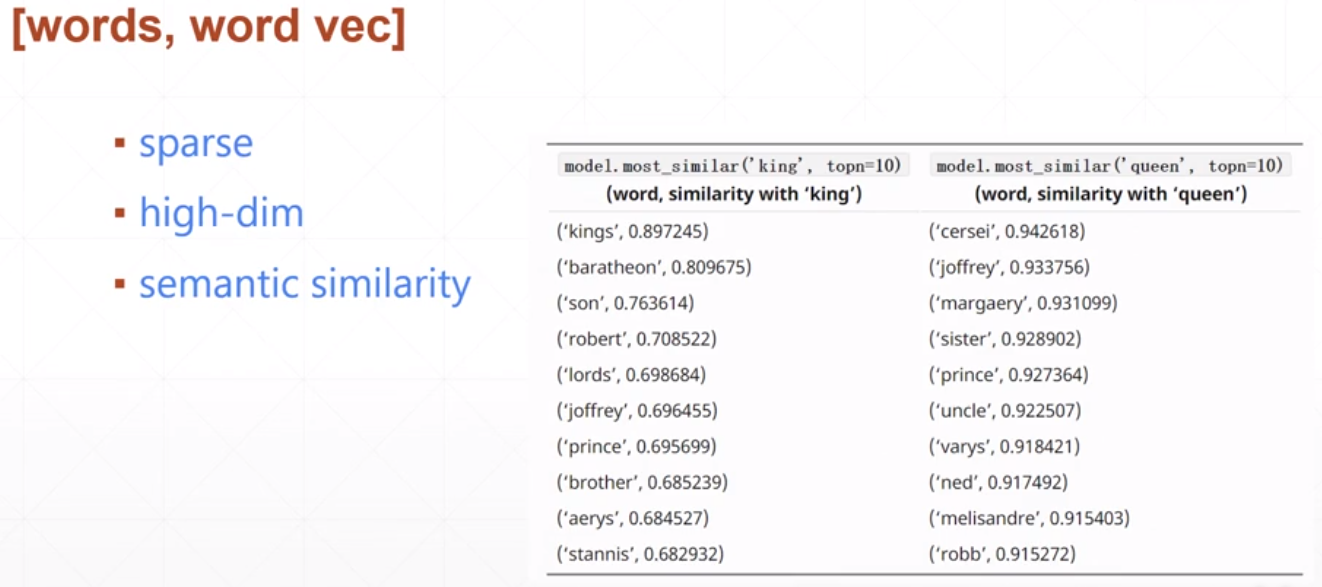 [words, word vec]
▪ sparse
▪ high-dim
▪ semantic similarity
model.most_similar('king', topn=10) model.most_similar('queen', topn=10)
(word, similarity with ‘king’) (word, similarity with ‘queen’)
(‘kings’, 0.897245) (‘cersei’, 0.942618)
(‘baratheon’, 0.809675) (‘joffrey’, 0.933756)
(‘son’, 0.763614) (‘margaery’, 0.931099)
(‘robert’, 0.708522) (‘sister’, 0.928902)
(‘lords’, 0.698684) (‘prince’, 0.927364)
(‘joffrey’, 0.696455) (‘uncle’, 0.922507)
(‘prince’, 0.695699) (‘varys’, 0.918421)
(‘brother’, 0.685239) (‘ned’, 0.917492)
(‘aerys’, 0.684527) (‘melisandre’, 0.915403)
(‘stannis’, 0.682932) (‘robb’, 0.915272)